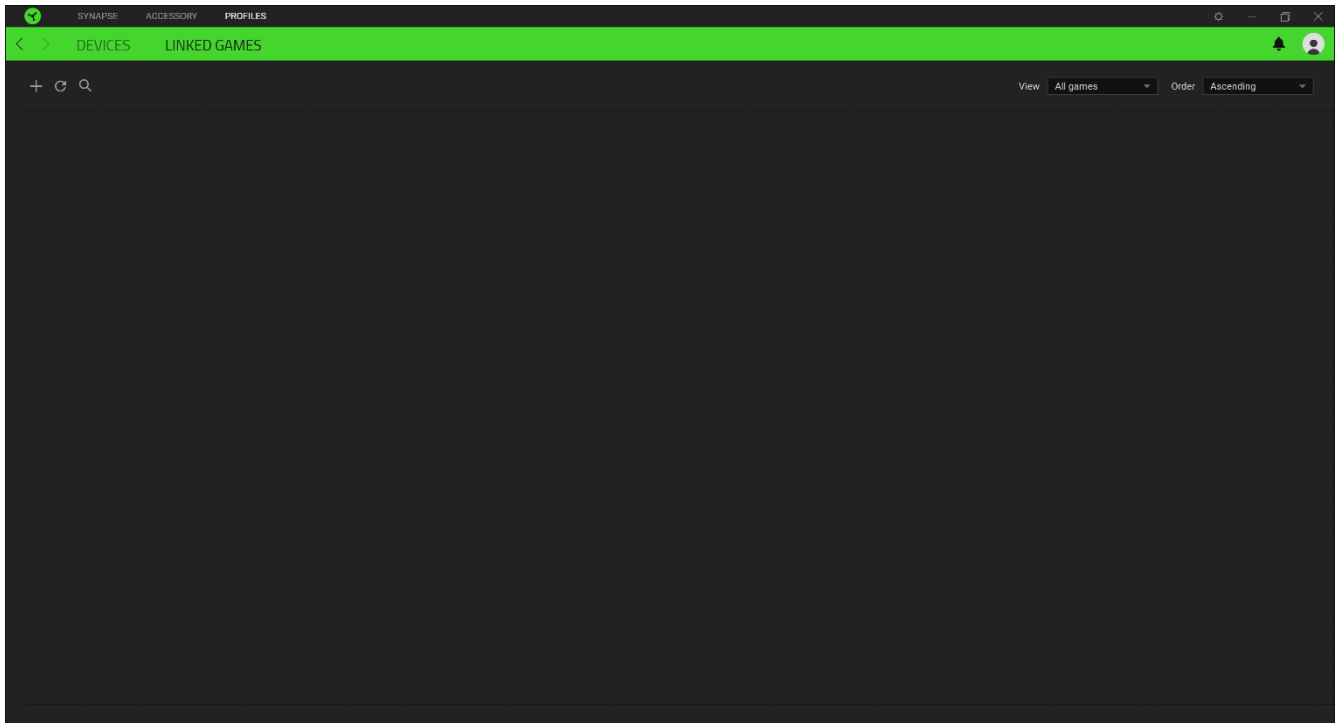 SYNAPSE ACCESSORY PROFILES
DEVICES LINKED GAMES
View All games Order Ascending